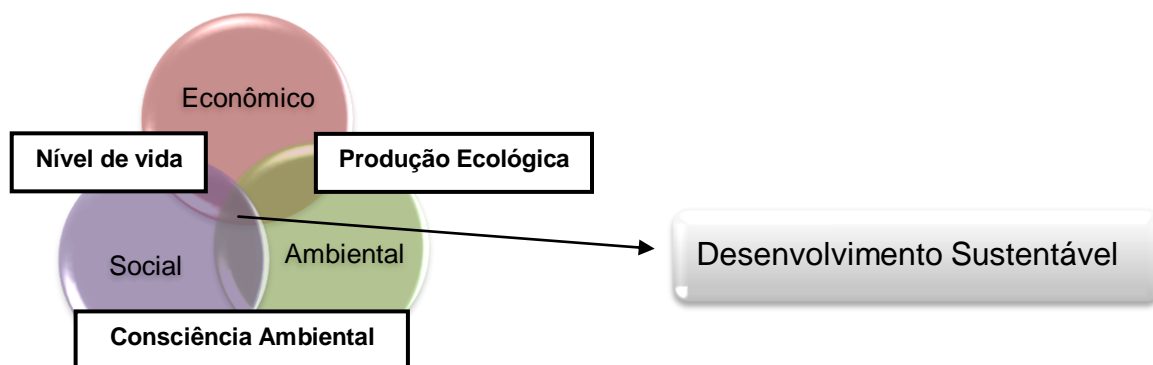 Econômico
Nível de vida
Produção Ecológica
Social
Ambiental
Desenvolvimento Sustentável
Consciência Ambiental